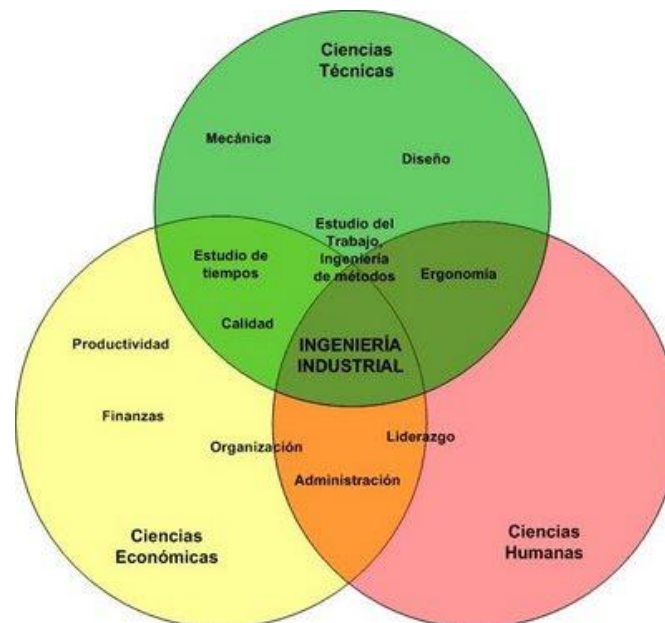 Ciencias
Técnicas
Mecánica
Diseño
Estudio del
Trabajo,
Ingeniería
de métodos
Estudio de
tiempos
Ergonomía
Calidad
Productividad
INGENIERÍA
INDUSTRIAL
Finanzas
Organización
Liderazgo
Administración
Ciencias
Económicas
Ciencias
Humanas